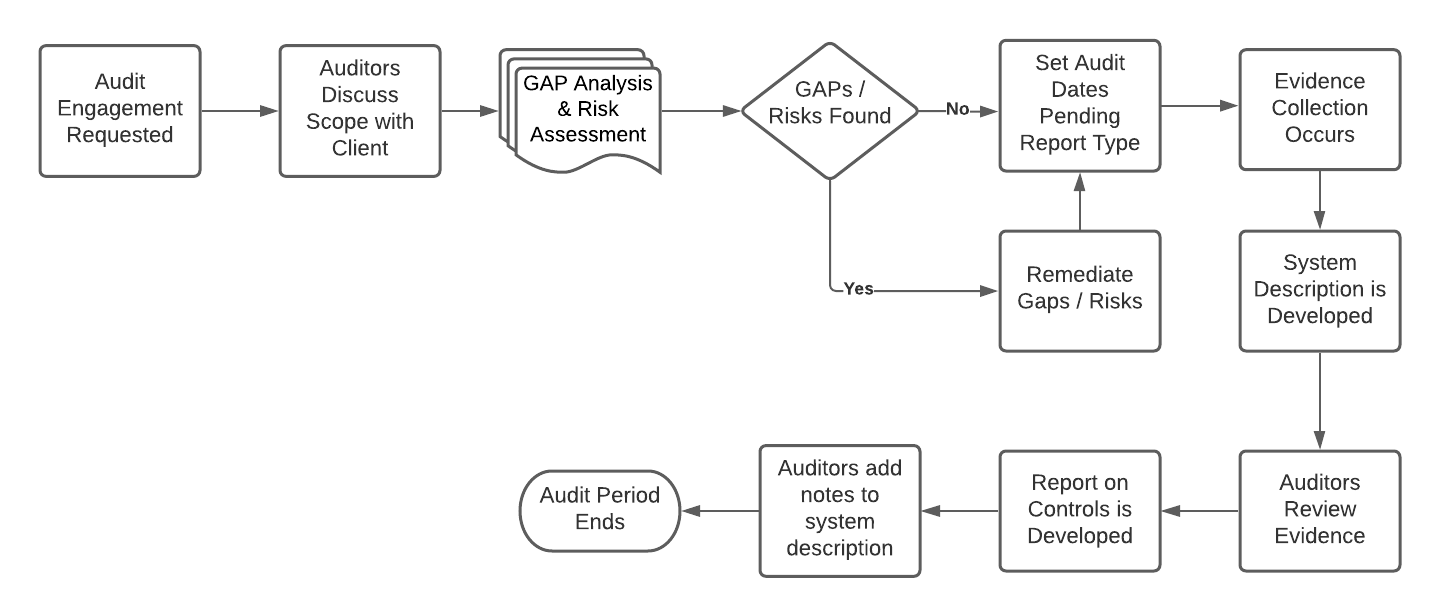 Audit
Engagement
Requested
Auditors
Discuss
Scope with
Client
GAP Analysis
& Risk
Assessment
GAPs /
Risks Found
No
Set Audit
Dates
Pending
Report Type
Evidence
Collection
Occurs
Yes
Remediate
Gaps / Risks
System
Description is
Developed
Auditors
Review
Evidence
Report on
Controls is
Developed
Auditors add
notes to
system
description
Audit Period
Ends